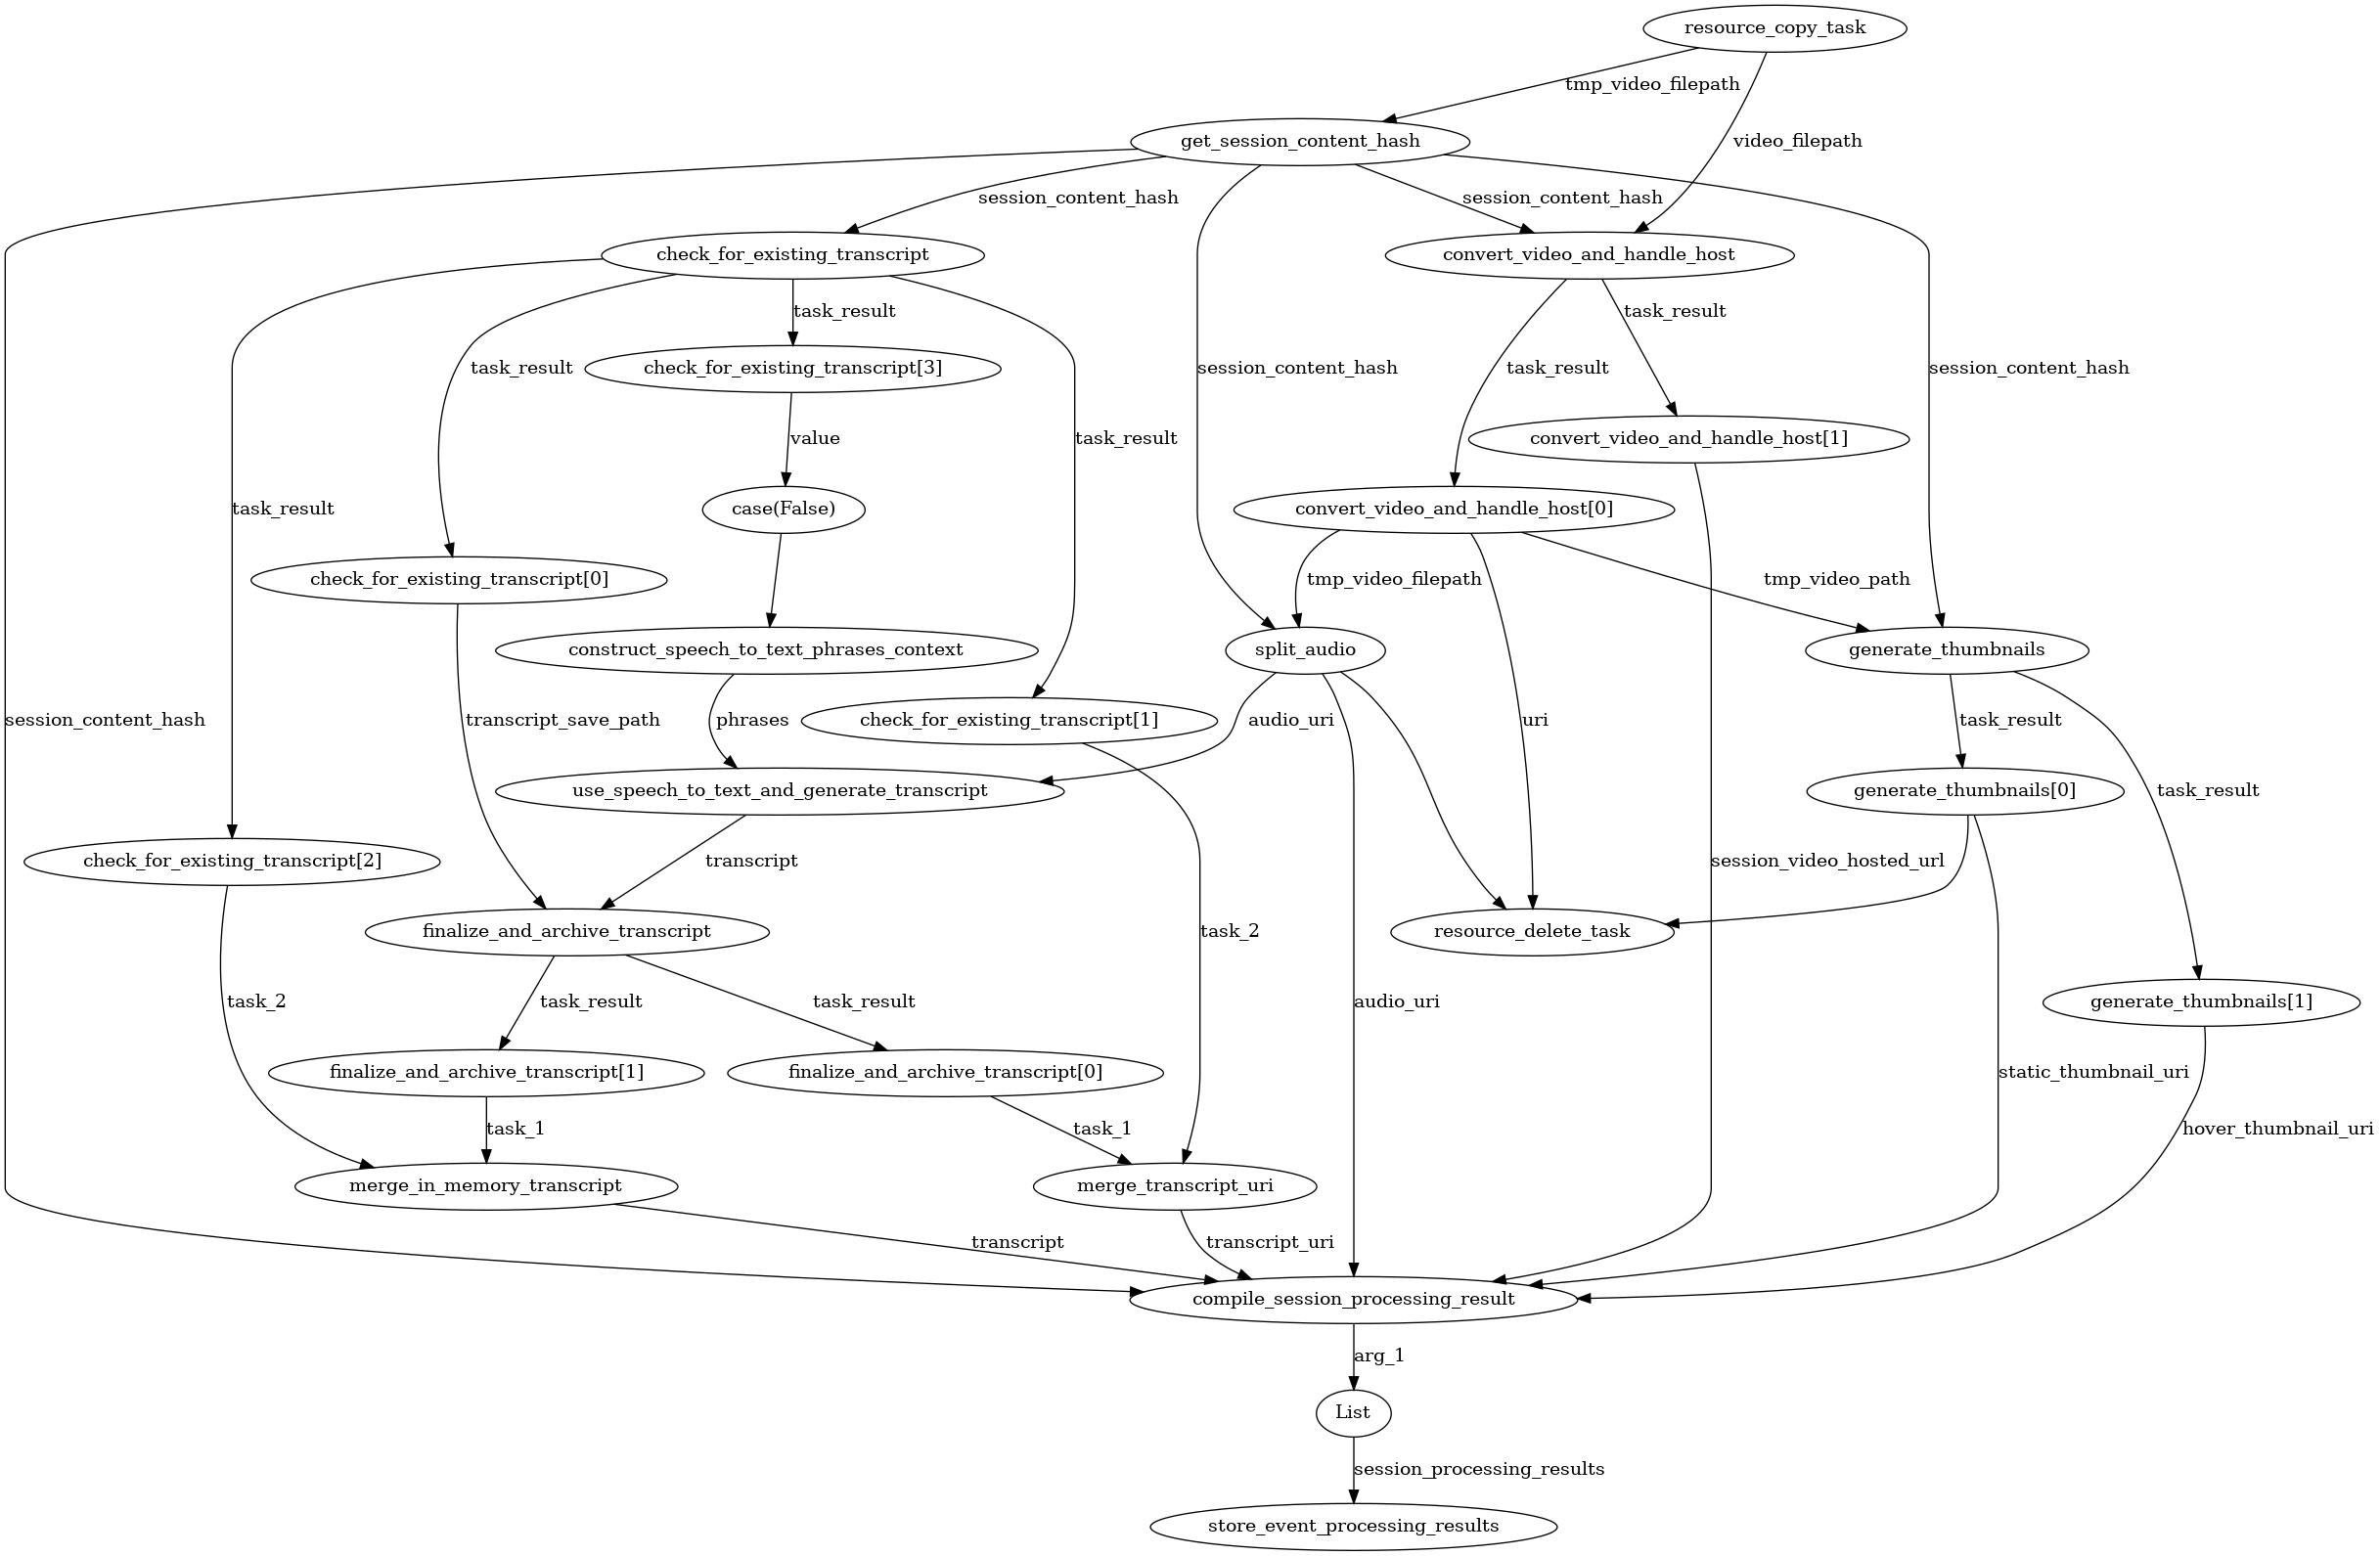 resource_copy_task
tmp_video_filepath
get_session_content_hash
video_filepath
session_content_hash
session_content_hash
check_for_existing_transcript
convert_video_and_handle_host
task_result
task_result
task_result
check_for_existing_transcript[3]
session_content_hash
task_result
session_content_hash
value
task_result
convert_video_and_handle_host[1]
task_result
case(False)
convert_video_and_handle_host[0]
check_for_existing_transcript[0]
tmp_video_filepath
tmp_video_path
construct_speech_to_text_phrases_context
split_audio
generate_thumbnails
session_content_hash
transcript_save_path
phrases
check_for_existing_transcript[1]
audio_uri
uri
task_result
use_speech_to_text_and_generate_transcript
generate_thumbnails[0]
task_result
check_for_existing_transcript[2]
transcript
session_video_hosted_url
finalize_and_archive_transcript
task_2
resource_delete_task
task_2
task_result
task_result
audio_uri
generate_thumbnails[1]
finalize_and_archive_transcript[1]
finalize_and_archive_transcript[0]
static_thumbnail_uri
task_1
task_1
hover_thumbnail_uri
merge_in_memory_transcript
merge_transcript_uri
transcript
transcript_uri
compile_session_processing_result
arg_1
List
session_processing_results
store_event_processing_results